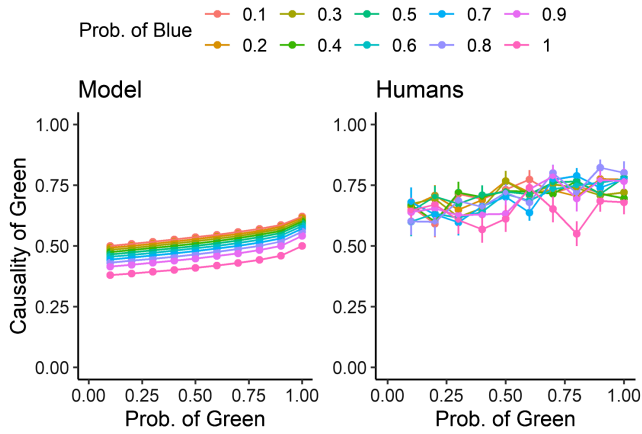 Prob. of Blue
0.1 0.3 0.5 0.7 0.9
0.2 0.4 0.6 0.8 1
Model Humans
Causality of Green
1.00 1.00
0.75 0.75
0.50 0.50
0.25 0.25
0.00 0.00
0.00 0.25 0.50 0.75 1.00 0.00 0.25 0.50 0.75 1.00
Prob. of Green Prob. of Green